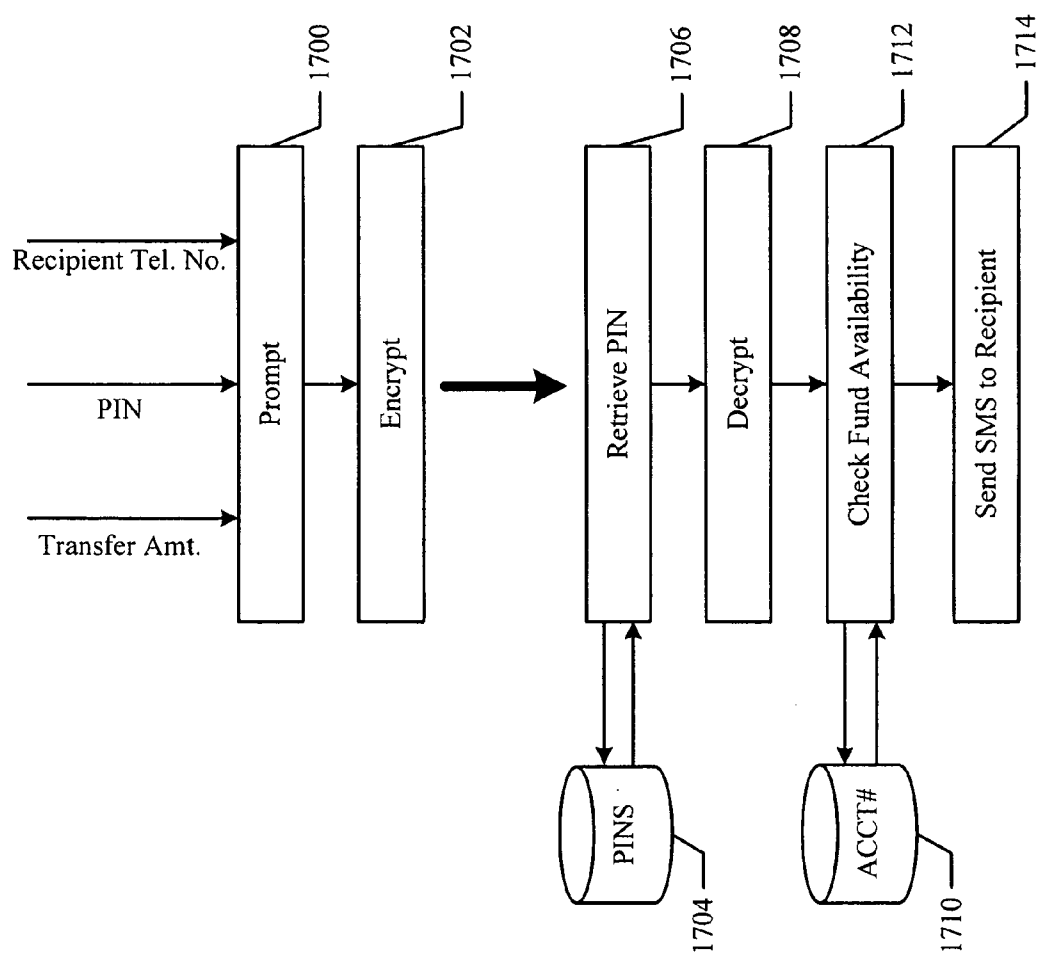 Recipient Tel. No.
PIN
Transfer Amt.
Prompt
1700
Encrypt
1702
Retrieve PIN
1706
PINS
1704
Decrypt
1708
Check Fund Availability
1712
ACCT#
1710
Send SMS to Recipient
1714